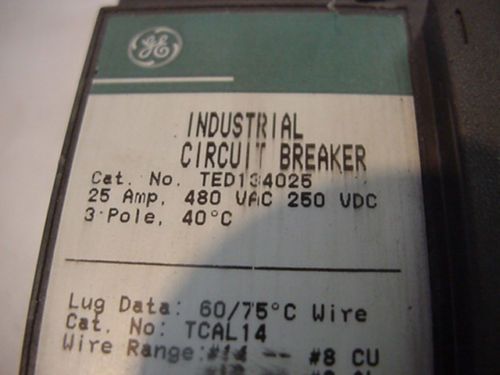 GE
INDUSTRIAL
CIRCUIT BREAKER
Cat. No. TED134025
25 Amp, 480 VAC 250 VDC
3 Pole, 40°C
Lug Data: 60/75°C Wire
Cat. No: TCAL14
Wire Range: #14 -- #8 CU